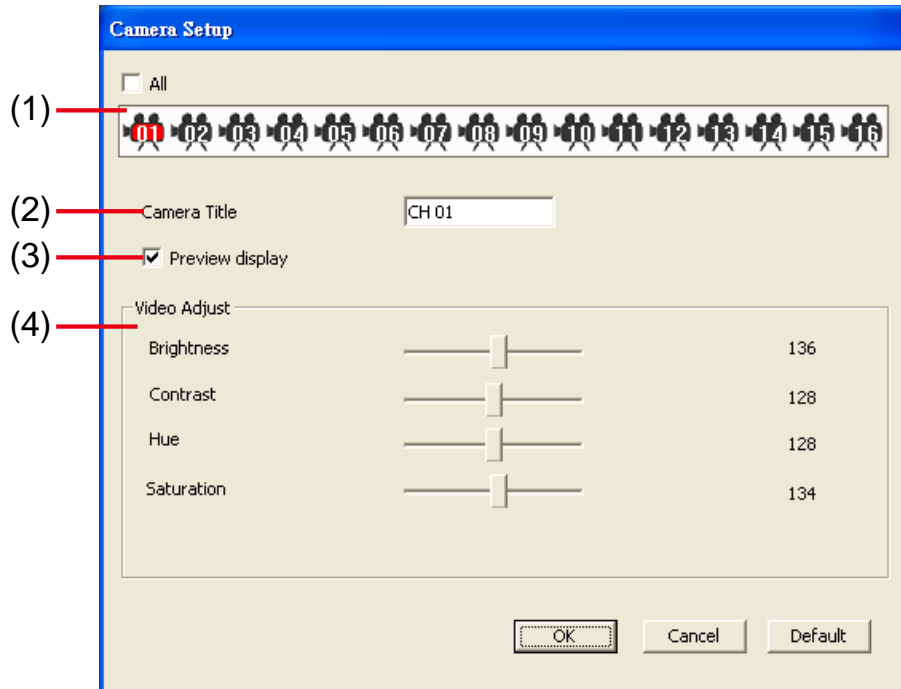 Camera Setup
All
(1) 01 02 03 04 05 06 07 08 09 10 11 12 13 14 15 16
(2) Camera Title CH 01
(3) Preview display
(4) Video Adjust
Brightness 136
Contrast 128
Hue 128
Saturation 134
OK Cancel Default